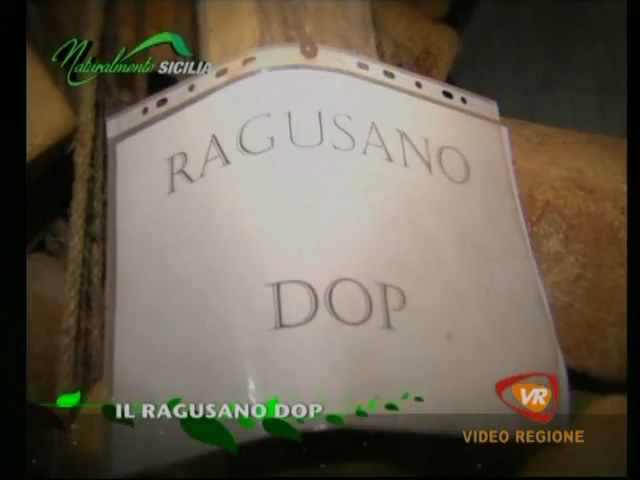 Naturalmente SICILIA
RAGUSANO
DOP
IL RAGUSANO DOP
VR
VIDEO REGIONE